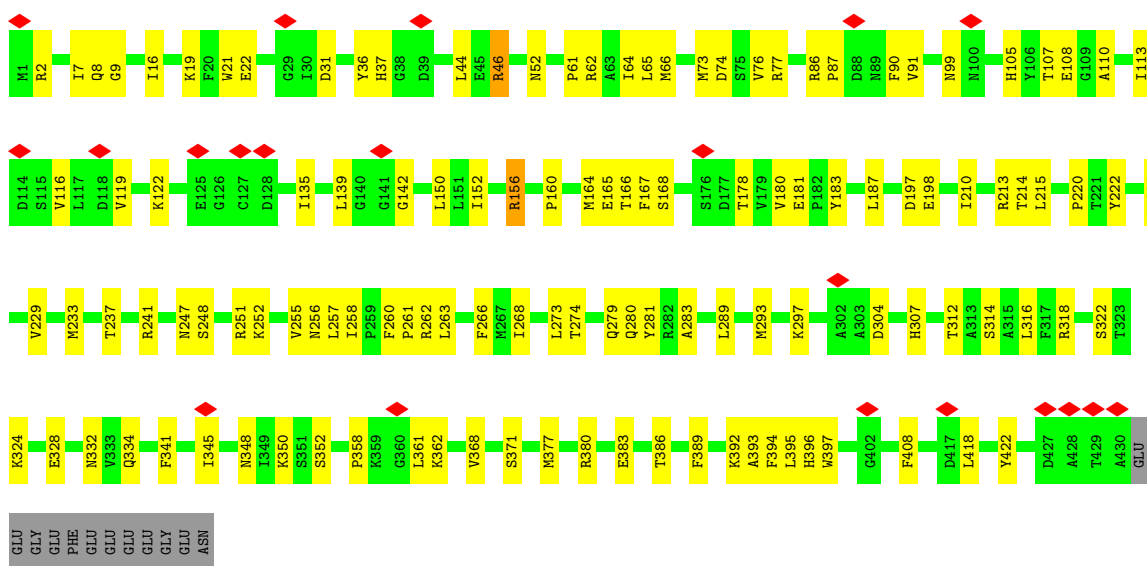 M1 R2 I7 Q8 G9 I16 K19 F20 W21 E22 G29 I30 D31 Y36 H37 G38 D39 L44 E45 R46 N52 P61 R62 A63 I64 L65 M66 M73 D74 S75 V76 R77 R86 P87 D88 N89 F90 V91 N99 N100 H105 Y106 T107 E108 G109 A110 I113
D114 S115 V116 L117 D118 V119 K122 E125 G126 C127 D128 I135 L139 G140 G141 G142 L150 L151 I152 R156 P160 M164 E165 T166 F167 S168 S176 D177 T178 V179 V180 E181 P182 Y183 L187 D197 E198 I210 R213 T214 L215 P220 T221 Y222
V229 M233 T237 R241 N247 S248 R251 K252 V255 N256 L257 I258 P259 F260 P261 R262 L263 F266 M267 I268 L273 T274 Q279 Q280 Y281 R282 A283 L289 M293 K297 A302 A303 D304 H307 T312 A313 S314 A315 L316 F317 R318 S322 T323
K324 E328 N332 V333 Q334 F341 I345 N348 I349 K350 S351 S352 P358 K359 G360 L361 K362 V368 S371 M377 R380 E383 T386 F389 K392 A393 F394 L395 H396 W397 G402 F408 D417 L418 Y422 D427 A428 T429 A430 GLU
GLU GLY GLU PHE GLU GLU GLU GLY GLU ASN